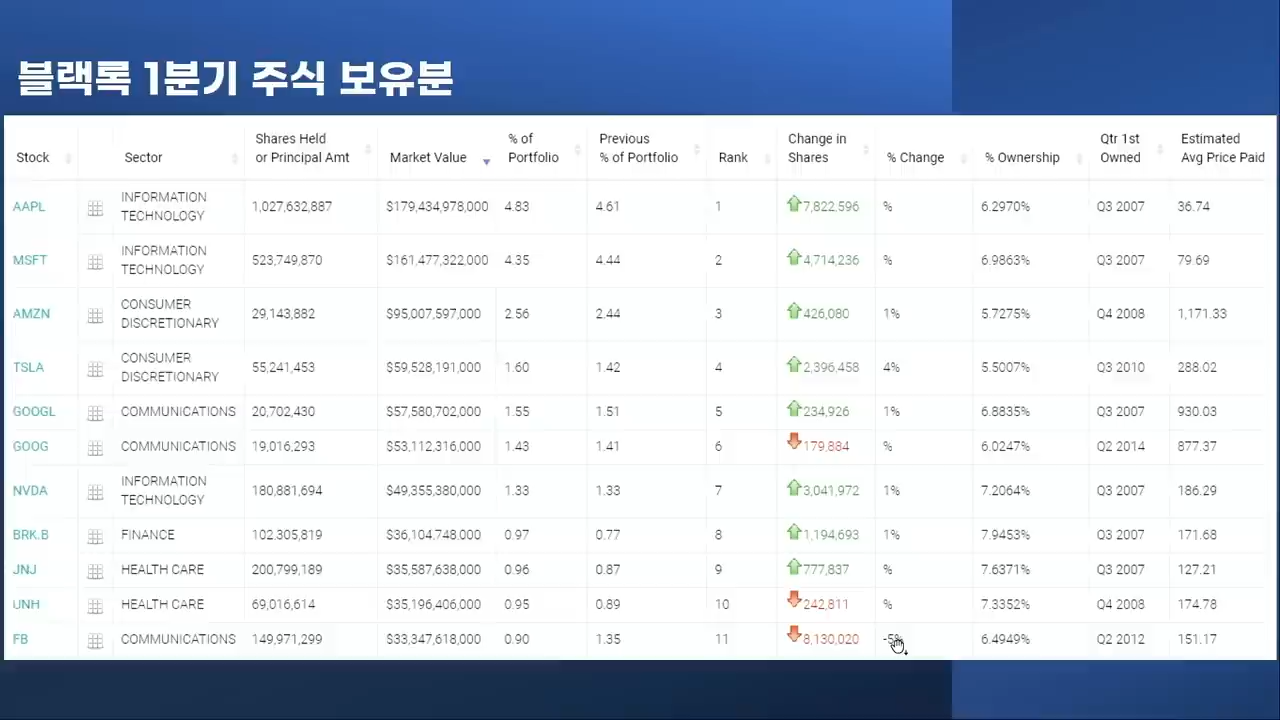 블랙록 1분기 주식 보유분
Stock Sector Shares Held or Principal Amt Market Value % of Portfolio Previous % of Portfolio Rank Change in Shares % Change % Ownership Qtr 1st Owned Estimated Avg Price Paid
AAPL INFORMATION TECHNOLOGY 1,027,632,887 $179,434,978,000 4.83 4.61 1 7,822,596 % 6.2970% Q3 2007 36.74
MSFT INFORMATION TECHNOLOGY 523,749,870 $161,477,322,000 4.35 4.44 2 4,714,236 % 6.9863% Q3 2007 79.69
AMZN CONSUMER DISCRETIONARY 29,143,882 $95,007,597,000 2.56 2.44 3 426,080 1% 5.7275% Q4 2008 1,171.33
TSLA CONSUMER DISCRETIONARY 55,241,453 $59,528,191,000 1.60 1.42 4 2,396,458 4% 5.5007% Q3 2010 288.02
GOOGL COMMUNICATIONS 20,702,430 $57,580,702,000 1.55 1.51 5 234,926 1% 6.8835% Q3 2007 930.03
GOOG COMMUNICATIONS 19,016,293 $53,112,316,000 1.43 1.41 6 179,884 % 6.0247% Q2 2014 877.37
NVDA INFORMATION TECHNOLOGY 180,881,694 $49,355,380,000 1.33 1.33 7 3,041,972 1% 7.2064% Q3 2007 186.29
BRK.B FINANCE 102,305,819 $36,104,748,000 0.97 0.77 8 1,194,693 1% 7.9453% Q3 2007 171.68
JNJ HEALTH CARE 200,799,189 $35,587,638,000 0.96 0.87 9 777,837 % 7.6371% Q3 2007 127.21
UNH HEALTH CARE 69,016,614 $35,196,406,000 0.95 0.89 10 242,811 % 7.3352% Q4 2008 174.78
FB COMMUNICATIONS 149,971,299 $33,347,618,000 0.90 1.35 11 8,130,020 -5% 6.4949% Q2 2012 151.17